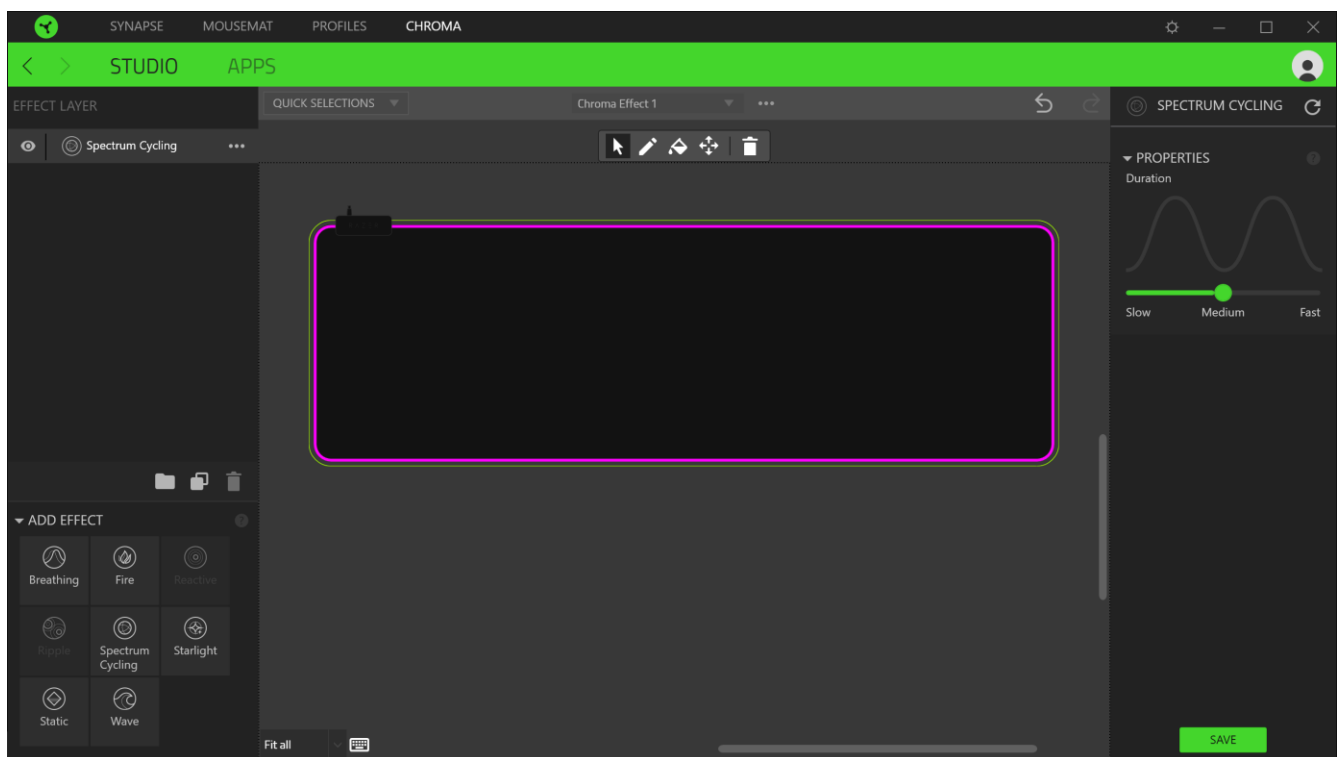 SYNAPSE MOUSEMAT PROFILES CHROMA
STUDIO APPS
EFFECT LAYER
QUICK SELECTIONS
Chroma Effect 1
SPECTRUM CYCLING
Spectrum Cycling
PROPERTIES
Duration
Slow Medium Fast
ADD EFFECT
Breathing Fire Reactive
Ripple Spectrum Cycling Starlight
Static Wave
Fit all
SAVE